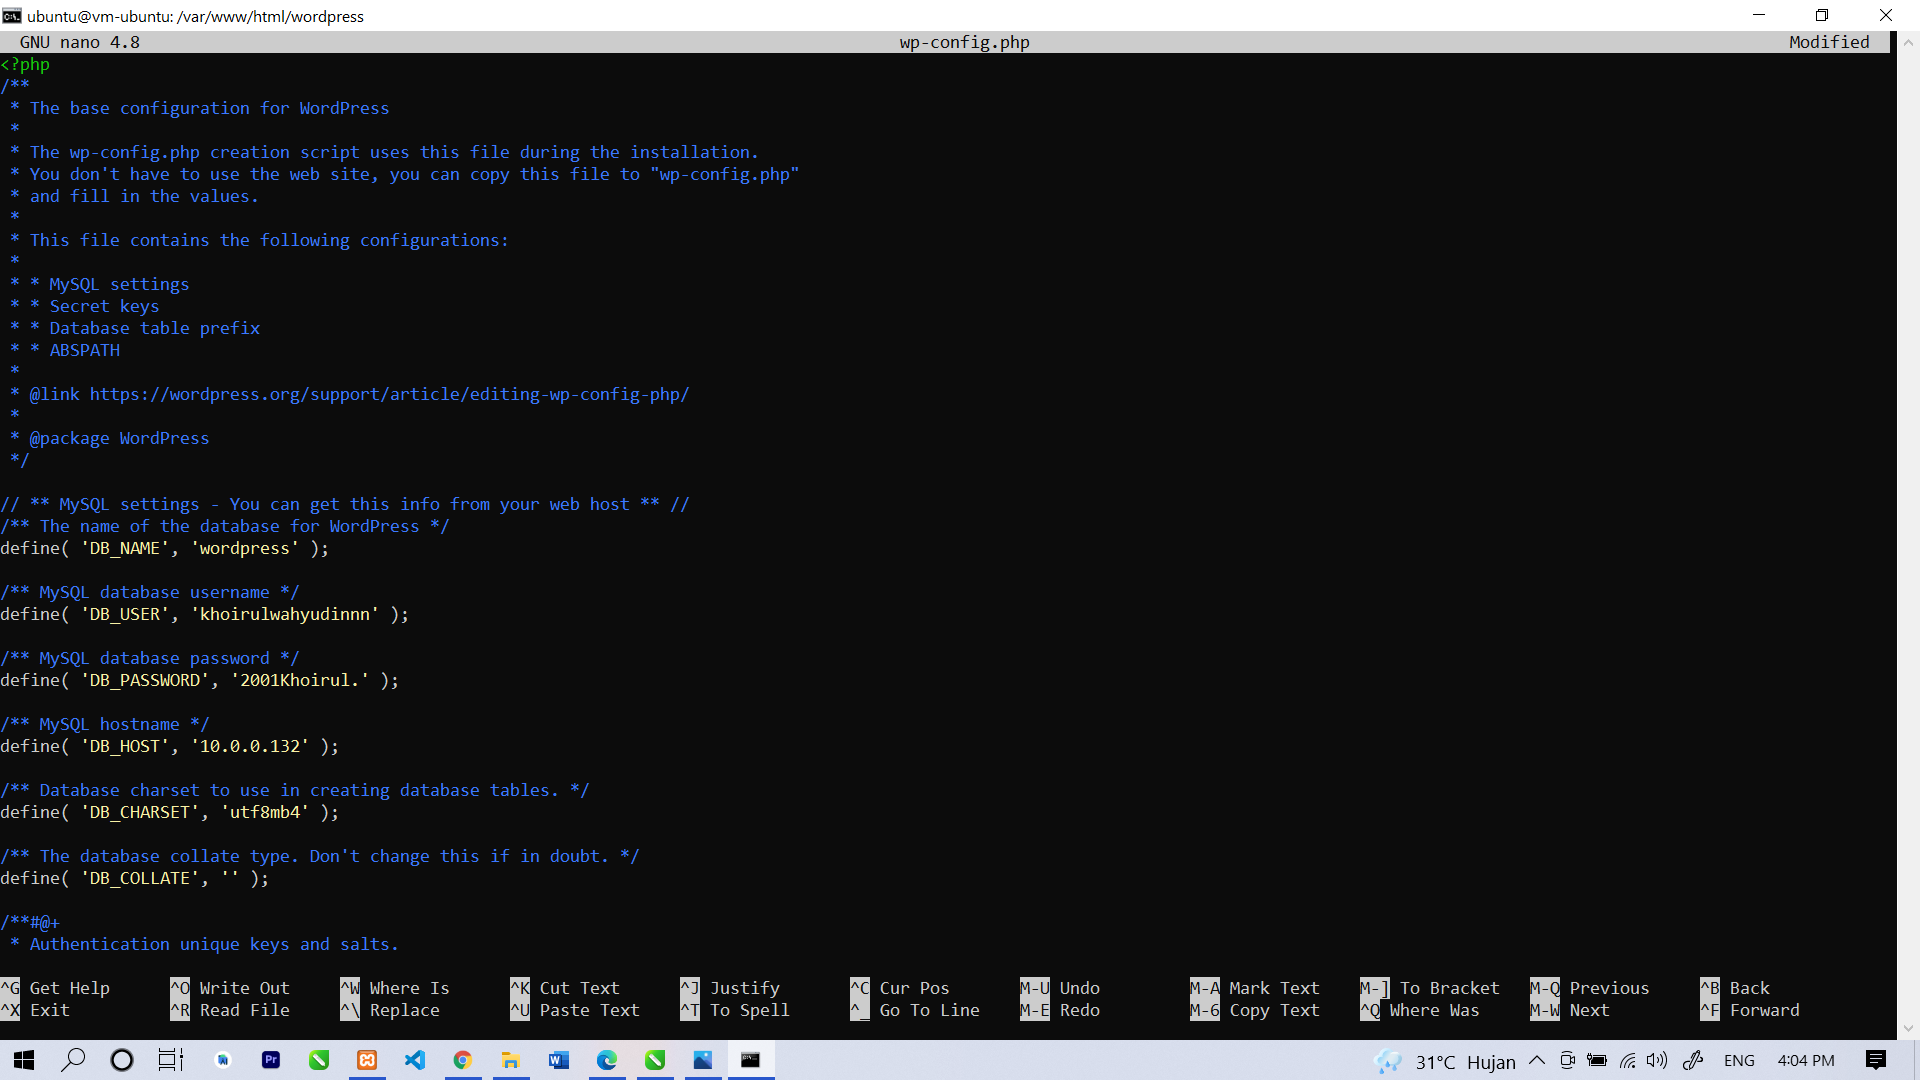 ubuntu@vm-ubuntu: /var/www/html/wordpress
GNU nano 4.8 wp-config.php Modified
<?php
/**
 * The base configuration for WordPress
 *
 * The wp-config.php creation script uses this file during the installation.
 * You don't have to use the web site, you can copy this file to "wp-config.php"
 * and fill in the values.
 *
 * This file contains the following configurations:
 *
 * * MySQL settings
 * * Secret keys
 * * Database table prefix
 * * ABSPATH
 *
 * @link https://wordpress.org/support/article/editing-wp-config-php/
 *
 * @package WordPress
 */
// ** MySQL settings - You can get this info from your web host ** //
/** The name of the database for WordPress */
define( 'DB_NAME', 'wordpress' );
/** MySQL database username */
define( 'DB_USER', 'khoirulwahyudinnn' );
/** MySQL database password */
define( 'DB_PASSWORD', '2001Khoirul.' );
/** MySQL hostname */
define( 'DB_HOST', '10.0.0.132' );
/** Database charset to use in creating database tables. */
define( 'DB_CHARSET', 'utf8mb4' );
/** The database collate type. Don't change this if in doubt. */
define( 'DB_COLLATE', '' );
/**#@+
 * Authentication unique keys and salts.
^G Get Help ^O Write Out ^W Where Is ^K Cut Text ^J Justify ^C Cur Pos M-U Undo M-A Mark Text M-] To Bracket M-Q Previous ^B Back
^X Exit ^R Read File ^\ Replace ^U Paste Text ^T To Spell ^_ Go To Line M-E Redo M-6 Copy Text ^Q Where Was M-W Next ^F Forward
Pr W 31°C Hujan ENG 4:04 PM